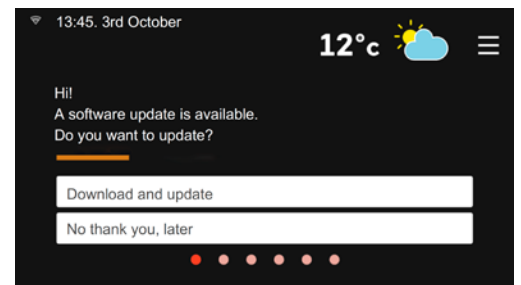 13:45. 3rd October
12°c
Hi!
A software update is available.
Do you want to update?
Download and update
No thank you, later